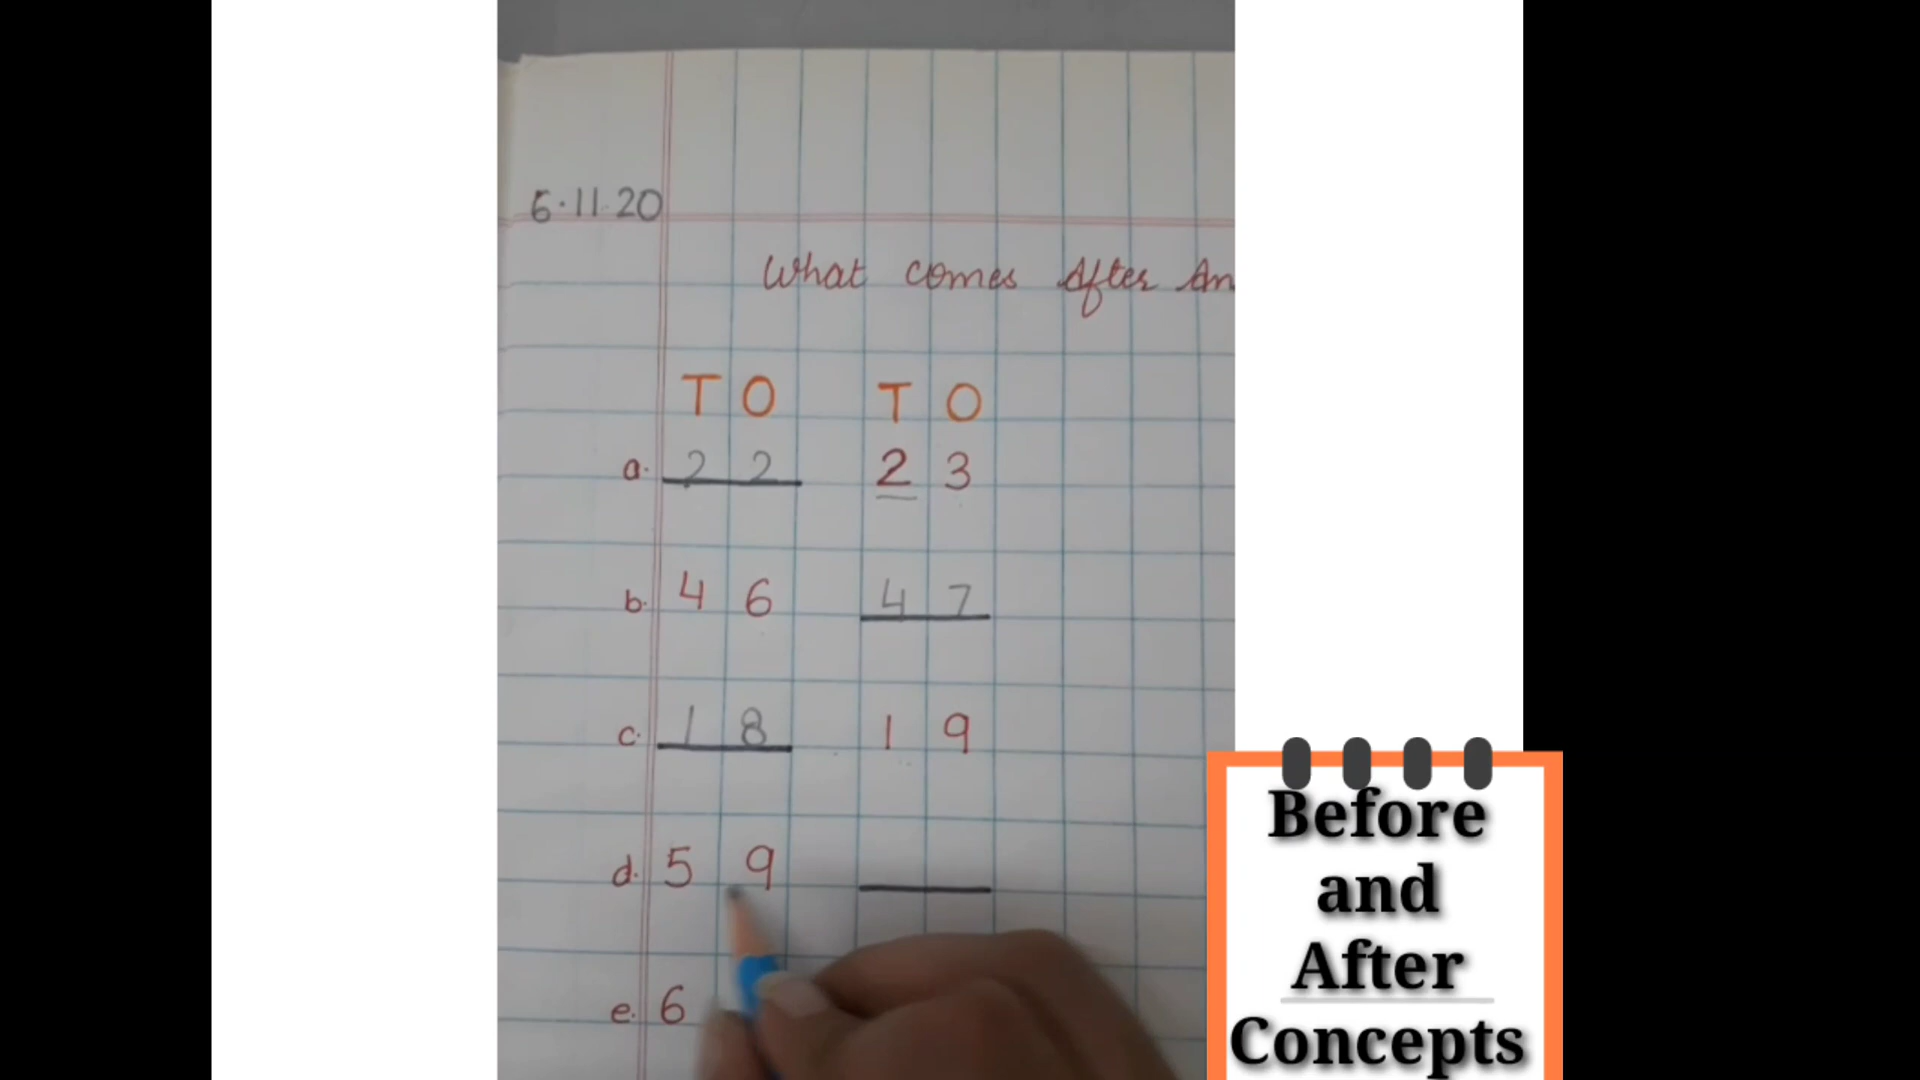 6.11.20
What comes After An
T O T O
a. 2 2 2 3
b. 4 6 4 7
c. 1 8 1 9
d. 5 9
e. 6
Before
and
After
Concepts